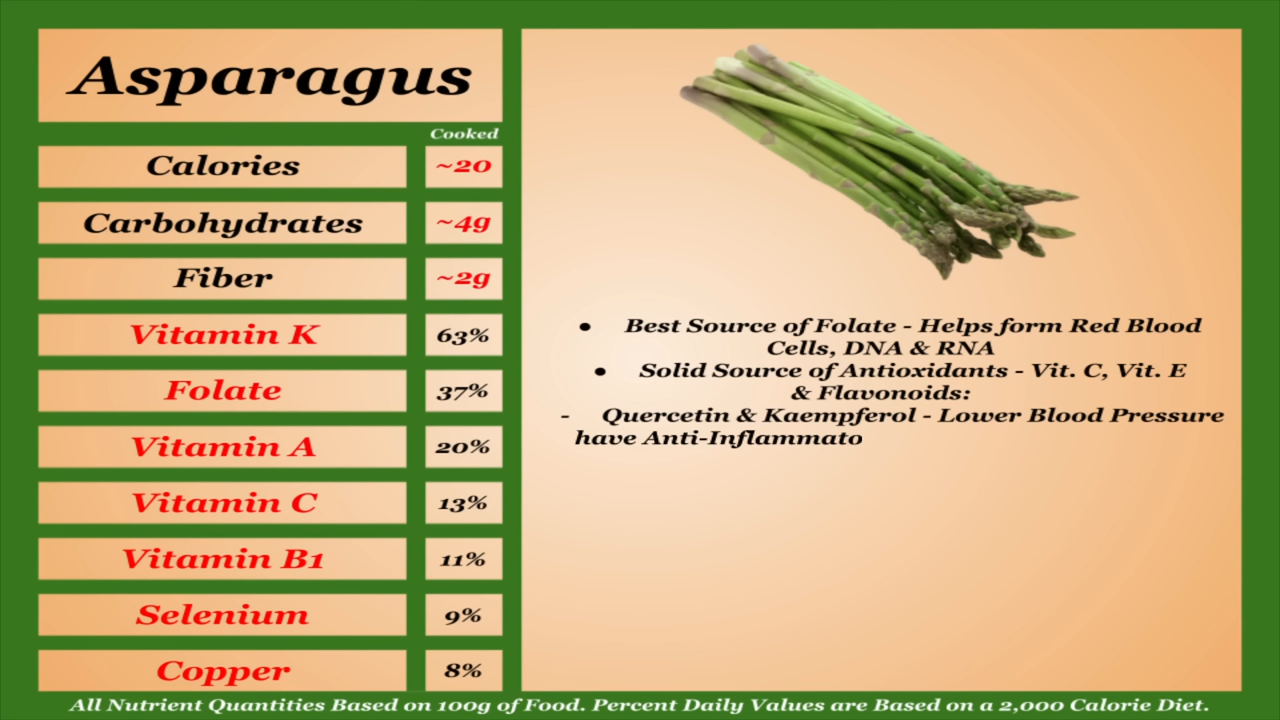 Asparagus
Cooked
Calories ~20
Carbohydrates ~4g
Fiber ~2g
Vitamin K 63%
Folate 37%
Vitamin A 20%
Vitamin C 13%
Vitamin B1 11%
Selenium 9%
Copper 8%
● Best Source of Folate - Helps form Red Blood
Cells, DNA & RNA
● Solid Source of Antioxidants - Vit. C, Vit. E
& Flavonoids:
- Quercetin & Kaempferol - Lower Blood Pressure
have Anti-Inflammato
All Nutrient Quantities Based on 100g of Food. Percent Daily Values are Based on a 2,000 Calorie Diet.